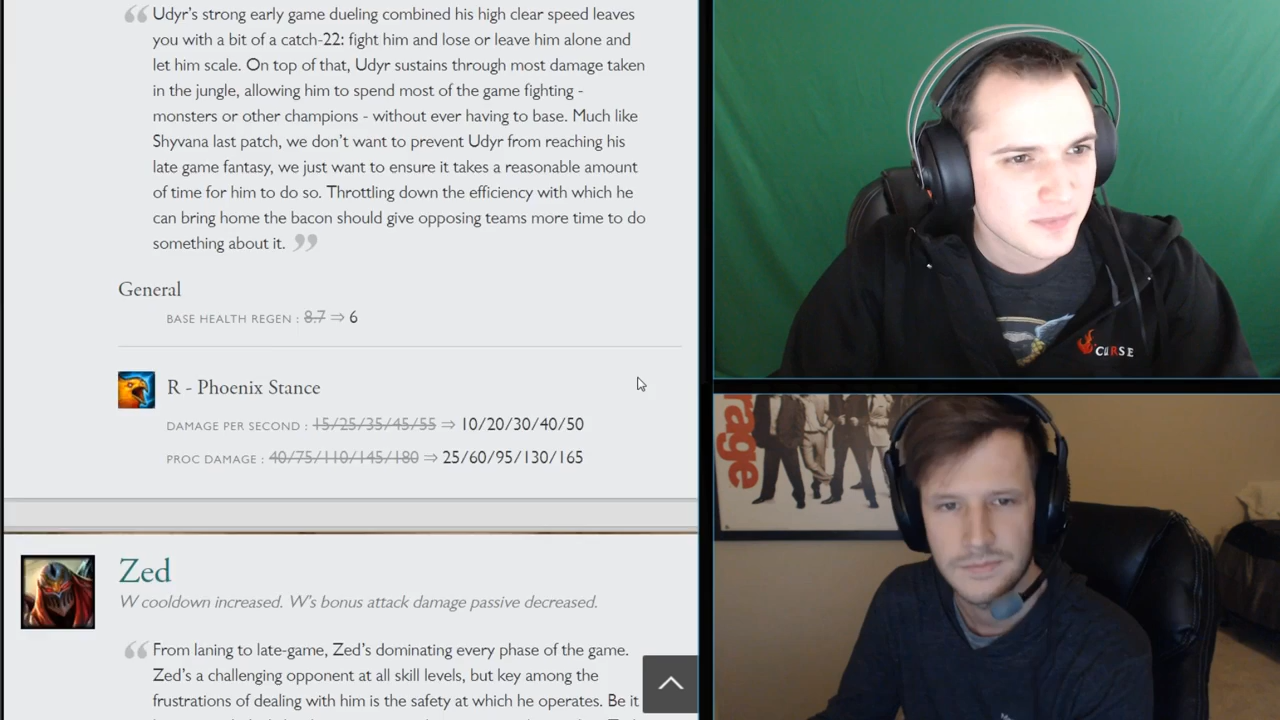 Udyr's strong early game dueling combined his high clear speed leaves
you with a bit of a catch-22: fight him and lose or leave him alone and
let him scale. On top of that, Udyr sustains through most damage taken
in the jungle, allowing him to spend most of the game fighting -
monsters or other champions - without ever having to base. Much like
Shyvana last patch, we don't want to prevent Udyr from reaching his
late game fantasy, we just want to ensure it takes a reasonable amount
of time for him to do so. Throttling down the efficiency with which he
can bring home the bacon should give opposing teams more time to do
something about it.
General
BASE HEALTH REGEN : 8.7 ⇒ 6
R - Phoenix Stance
DAMAGE PER SECOND : 15/25/35/45/55 ⇒ 10/20/30/40/50
PROC DAMAGE : 40/75/110/145/180 ⇒ 25/60/95/130/165
Zed
W cooldown increased. W's bonus attack damage passive decreased.
From laning to late-game, Zed's dominating every phase of the game.
Zed's a challenging opponent at all skill levels, but key among the
frustrations of dealing with him is the safety at which he operates. Be it
CURSE
rage